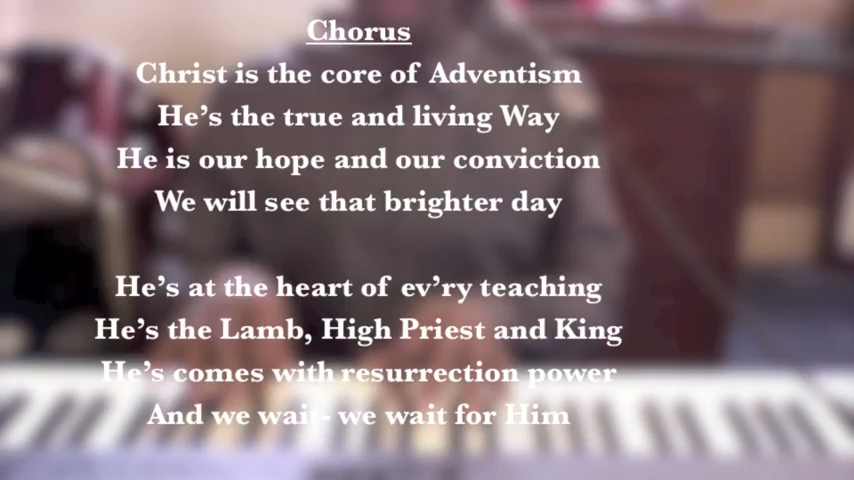 Chorus
Christ is the core of Adventism
He's the true and living Way
He is our hope and our conviction
We will see that brighter day
He's at the heart of ev'ry teaching
He's the Lamb, High Priest and King
He's comes with resurrection power
And we wait - we wait for Him